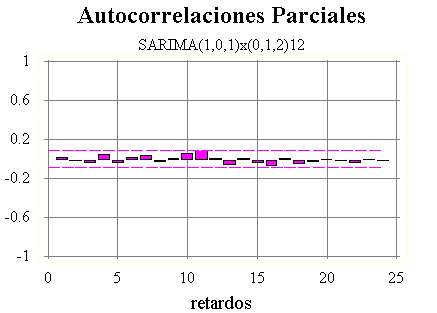 Autocorrelaciones Parciales
SARIMA(1,0,1)x(0,1,2)12
1
0.6
0.2
-0.2
-0.6
-1
0 5 10 15 20 25
retardos